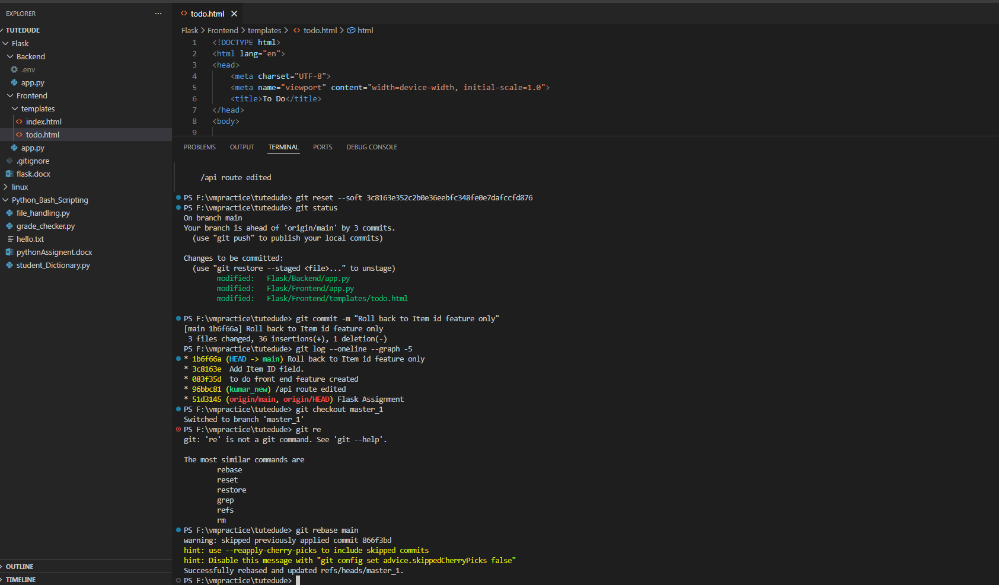 EXPLORER
···
TUTEDUDE
Flask
Backend
.env
app.py
Frontend
templates
index.html
todo.html
app.py
.gitignore
flask.docx
linux
Python_Bash_Scripting
file_handling.py
grade_checker.py
hello.txt
pythonAssignent.docx
student_Dictionary.py
OUTLINE
TIMELINE
todo.html
Flask > Frontend > templates > todo.html > html
1 <!DOCTYPE html>
2 <html lang="en">
3 <head>
4 <meta charset="UTF-8">
5 <meta name="viewport" content="width=device-width, initial-scale=1.0">
6 <title>To Do</title>
7 </head>
8 <body>
9
PROBLEMS OUTPUT TERMINAL PORTS DEBUG CONSOLE
/api route edited
PS F:\vmpractice\tutedude> git reset --soft 3c8163e352c2b0e36eebfc348fe0e7dafccfd876
PS F:\vmpractice\tutedude> git status
On branch main
Your branch is ahead of 'origin/main' by 3 commits.
(use "git push" to publish your local commits)
Changes to be committed:
(use "git restore --staged <file>..." to unstage)
modified: Flask/Backend/app.py
modified: Flask/Frontend/app.py
modified: Flask/Frontend/templates/todo.html
PS F:\vmpractice\tutedude> git commit -m "Roll back to Item id feature only"
[main 1b6f66a] Roll back to Item id feature only
3 files changed, 36 insertions(+), 1 deletion(-)
PS F:\vmpractice\tutedude> git log --oneline --graph -5
* 1b6f66a (HEAD -> main) Roll back to Item id feature only
* 3c8163e Add Item ID field.
* 083f35d to do front end feature created
* 96bbc81 (kumar_new) /api route edited
* 51d3145 (origin/main, origin/HEAD) Flask Assignment
PS F:\vmpractice\tutedude> git checkout master_1
Switched to branch 'master_1'
PS F:\vmpractice\tutedude> git re
git: 're' is not a git command. See 'git --help'.
The most similar commands are
rebase
reset
restore
grep
refs
rm
PS F:\vmpractice\tutedude> git rebase main
warning: skipped previously applied commit 866f3bd
hint: use --reapply-cherry-picks to include skipped commits
hint: Disable this message with "git config set advice.skippedCherryPicks false"
Successfully rebased and updated refs/heads/master_1.
PS F:\vmpractice\tutedude>